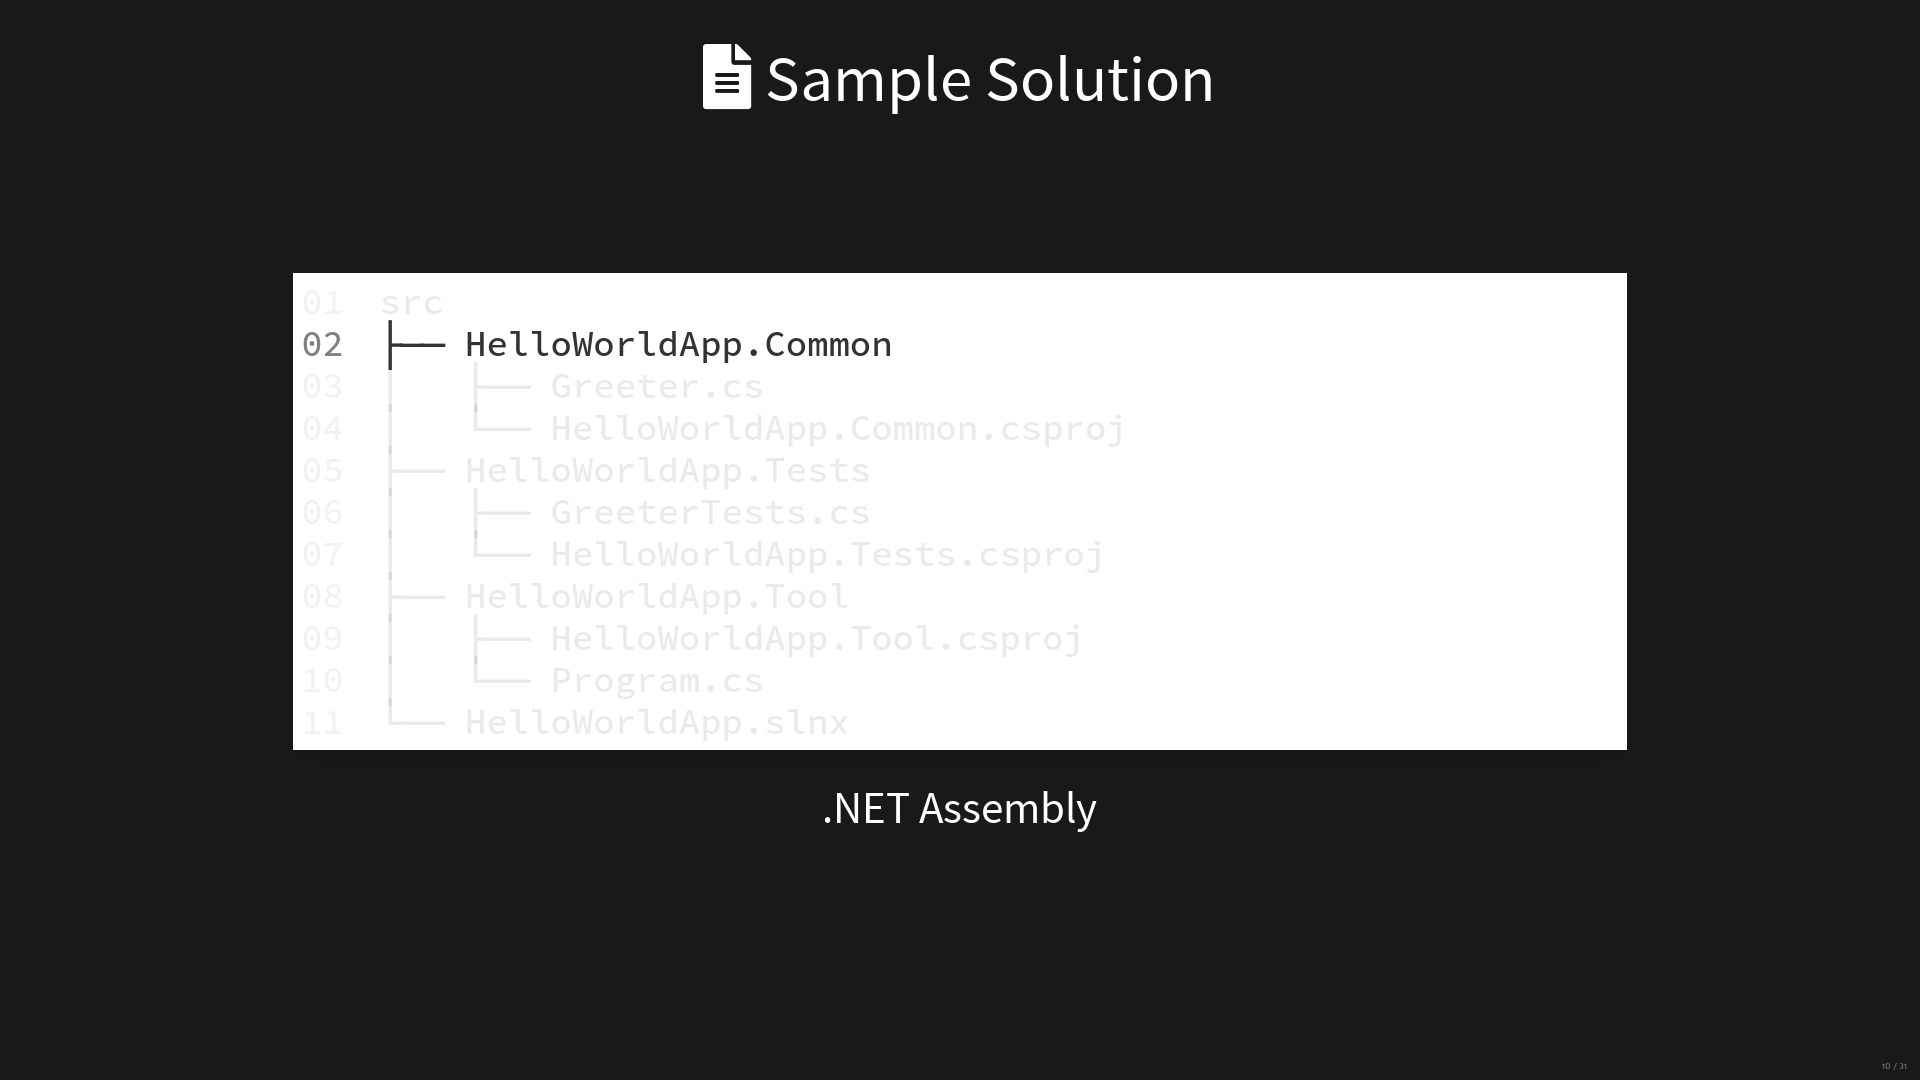 Sample Solution
01 src
02 ├── HelloWorldApp.Common
03 │   ├── Greeter.cs
04 │   └── HelloWorldApp.Common.csproj
05 ├── HelloWorldApp.Tests
06 │   ├── GreeterTests.cs
07 │   └── HelloWorldApp.Tests.csproj
08 ├── HelloWorldApp.Tool
09 │   ├── HelloWorldApp.Tool.csproj
10 │   └── Program.cs
11 └── HelloWorldApp.slnx
.NET Assembly
10 / 31